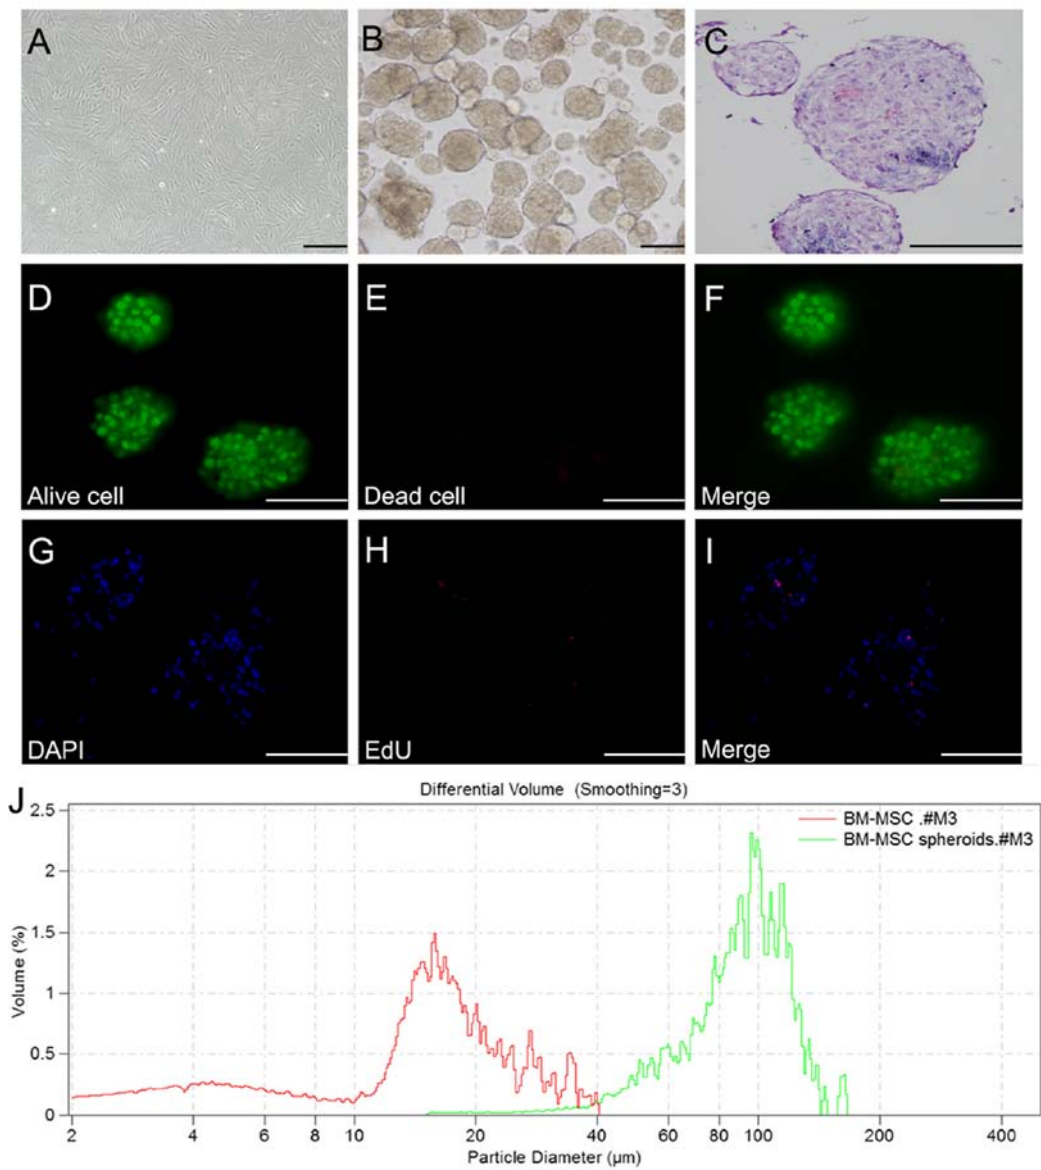 A
B
C
D
Alive cell
E
Dead cell
F
Merge
G
DAPI
H
EdU
I
Merge
J
Differential Volume (Smoothing=3)
BM-MSC .#M3
BM-MSC spheroids.#M3
2.5
2
1.5
1
0.5
0
Volume (%)
2 4 6 8 10 20 40 60 80 100 200 400
Particle Diameter (µm)